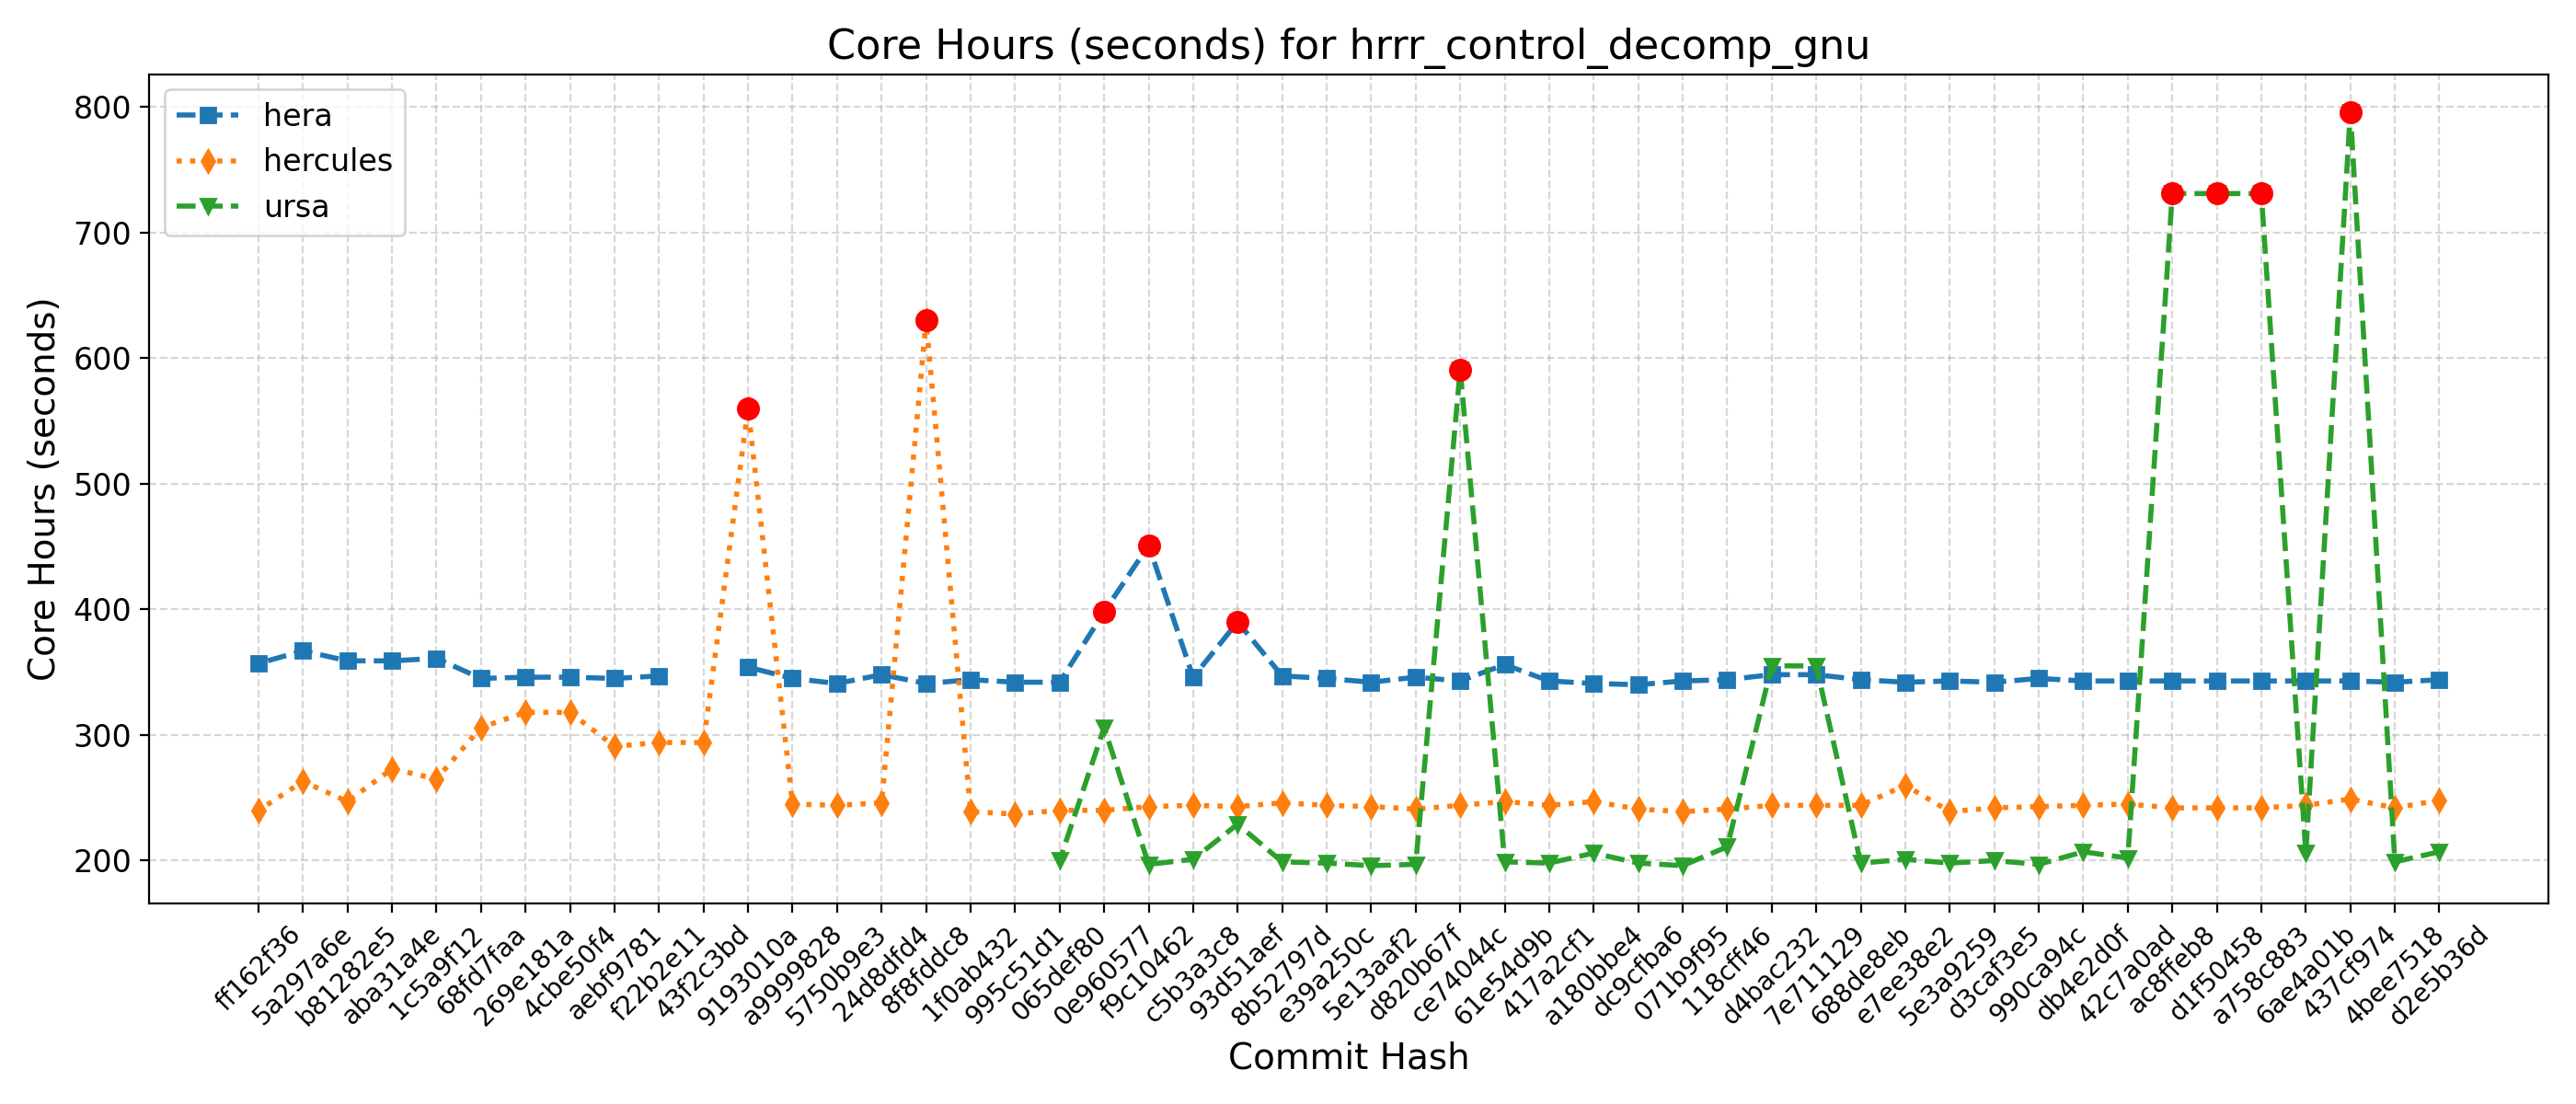 Core Hours (seconds) for hrrr_control_decomp_gnu
hera
hercules
ursa
Core Hours (seconds)
800
700
600
500
400
300
200
ff162f36
5a297a6e
b81282e5
aba31a4e
1c5a9f12
68fd7faa
269e181a
4cbe50f4
aebf9781
f22b2e11
43f2c3bd
9193010a
a9999828
5750b9e3
24d8dfd4
8f8fddc8
1f0ab432
995c51d1
065def80
0e960577
f9c10462
c5b3a3c8
93d51aef
8b52797d
e39a250c
5e13aaf2
d820b67f
ce74044c
61e54d9b
417a2cf1
a180bbe4
dc9cfba6
071b9f95
118cff46
d4bac232
7e711129
688de8eb
e7ee38e2
5e3a9259
d3caf3e5
990ca94c
db4e2d0f
42c7a0ad
ac8ffeb8
d1f50458
a758c883
6ae4a01b
437cf974
4bee7518
d2e5b36d
Commit Hash